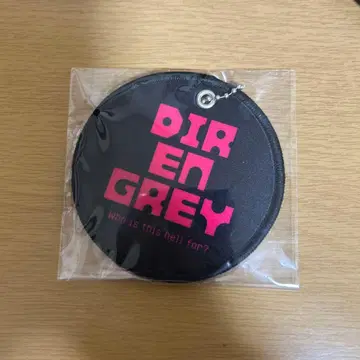 DIR
EN
GREY
Who is this hell for?